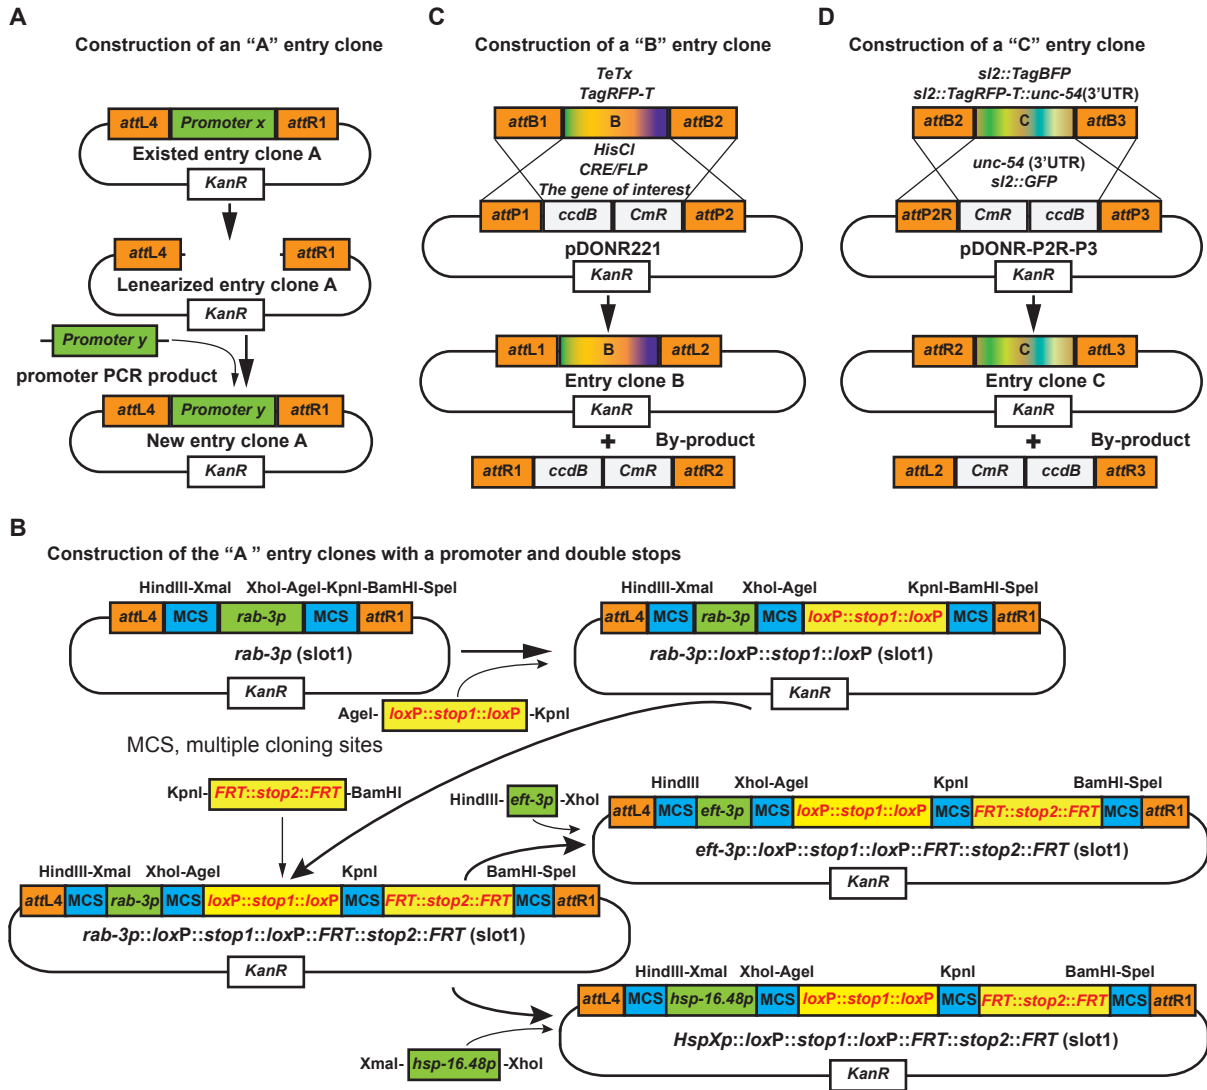 A
Construction of an “A” entry clone
attL4 Promoter x attR1
Existed entry clone A
KanR
attL4 attR1
Lenearized entry clone A
KanR
Promoter y
promoter PCR product
attL4 Promoter y attR1
New entry clone A
KanR
C
Construction of a “B” entry clone
TeTx
TagRFP-T
attB1 B attB2
HisCl
CRE/FLP
The gene of interest
attP1 ccdB CmR attP2
pDONR221
KanR
attL1 B attL2
Entry clone B
KanR
+ By-product
attR1 ccdB CmR attR2
D
Construction of a “C” entry clone
sl2::TagBFP
sl2::TagRFP-T::unc-54(3'UTR)
attB2 C attB3
unc-54 (3'UTR)
sl2::GFP
attP2R CmR ccdB attP3
pDONR-P2R-P3
KanR
attR2 C attL3
Entry clone C
KanR
+ By-product
attL2 CmR ccdB attR3
B
Construction of the “A ” entry clones with a promoter and double stops
HindIII-XmaI XhoI-AgeI-KpnI-BamHI-SpeI
attL4 MCS rab-3p MCS attR1
rab-3p (slot1)
KanR
HindIII-XmaI XhoI-AgeI KpnI-BamHI-SpeI
attL4 MCS rab-3p MCS loxP::stop1::loxP MCS attR1
rab-3p::loxP::stop1::loxP (slot1)
KanR
AgeI- loxP::stop1::loxP -KpnI
MCS, multiple cloning sites
KpnI- FRT::stop2::FRT -BamHI
HindIII- eft-3p -XhoI
HindIII XhoI-AgeI KpnI BamHI-SpeI
attL4 MCS eft-3p MCS loxP::stop1::loxP MCS FRT::stop2::FRT MCS attR1
eft-3p::loxP::stop1::loxP::FRT::stop2::FRT (slot1)
KanR
HindIII-XmaI XhoI-AgeI KpnI BamHI-SpeI
attL4 MCS rab-3p MCS loxP::stop1::loxP MCS FRT::stop2::FRT MCS attR1
rab-3p::loxP::stop1::loxP::FRT::stop2::FRT (slot1)
KanR
HindIII-XmaI XhoI-AgeI KpnI BamHI-SpeI
attL4 MCS hsp-16.48p MCS loxP::stop1::loxP MCS FRT::stop2::FRT MCS attR1
HspXp::loxP::stop1::loxP::FRT::stop2::FRT (slot1)
KanR
XmaI- hsp-16.48p -XhoI